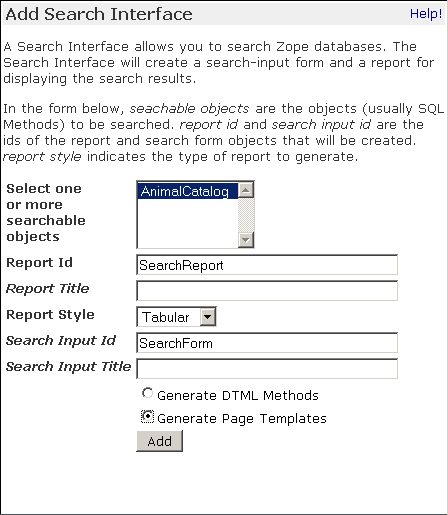 Add Search Interface
Help!
A Search Interface allows you to search Zope databases. The
Search Interface will create a search-input form and a report for
displaying the search results.
In the form below, seachable objects are the objects (usually SQL
Methods) to be searched. report id and search input id are the
ids of the report and search form objects that will be created.
report style indicates the type of report to generate.
Select one
or more
searchable
objects
AnimalCatalog
Report Id
SearchReport
Report Title
Report Style
Tabular
Search Input Id
SearchForm
Search Input Title
Generate DTML Methods
Generate Page Templates
Add